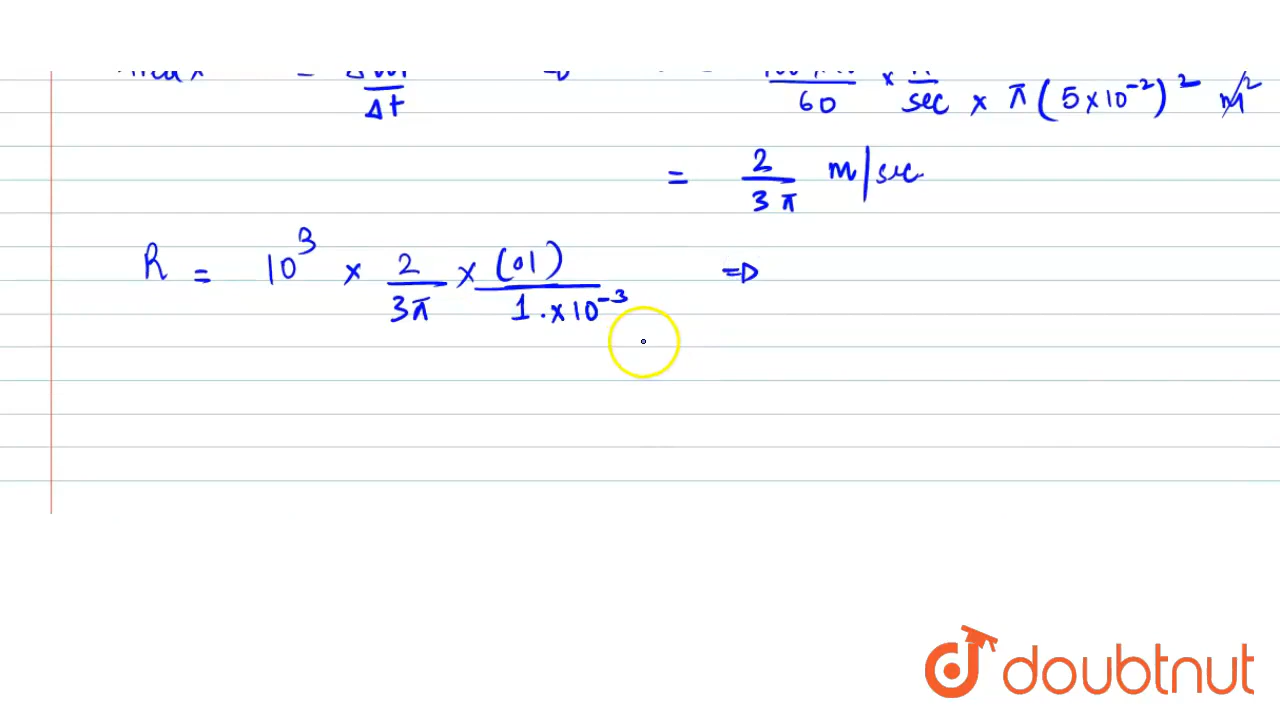 Δt
60 × sec × π(5×10⁻²)² m²
= 2/3π m/sec
R = 10³ × 2/3π × (01)/1.×10⁻³ ⇒
doubtnut